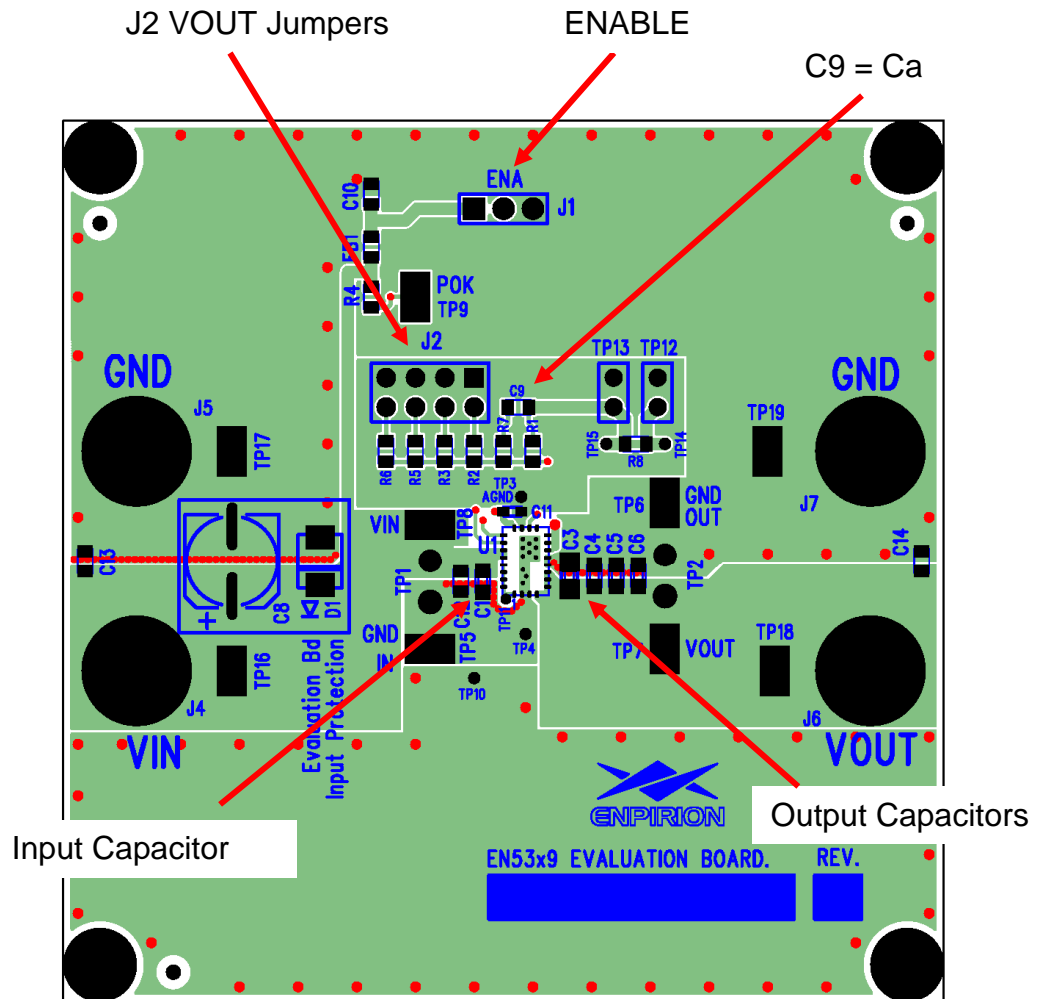 J2 VOUT Jumpers
ENABLE
C9 = Ca
ENA
J1
C10
FB1
R4
POK
TP9
J2
TP13
TP12
GND
GND
J5
C9
TP19
TP17
R7
R1
TP15
TP14
R8
R6
R5
R3
R2
TP3
AGND
C11
TP6
GND
OUT
J7
VIN
TP8
U1
C3
C4
C5
C6
C14
C13
TP1
TP2
C8
D1
C1
+
GND
IN
TP5
TP4
TP7
VOUT
TP18
TP16
TP10
J4
J6
VIN
Evaluation Bd
Input Protection
VOUT
ENPIRION
Input Capacitor
Output Capacitors
EN53x9 EVALUATION BOARD.
REV.